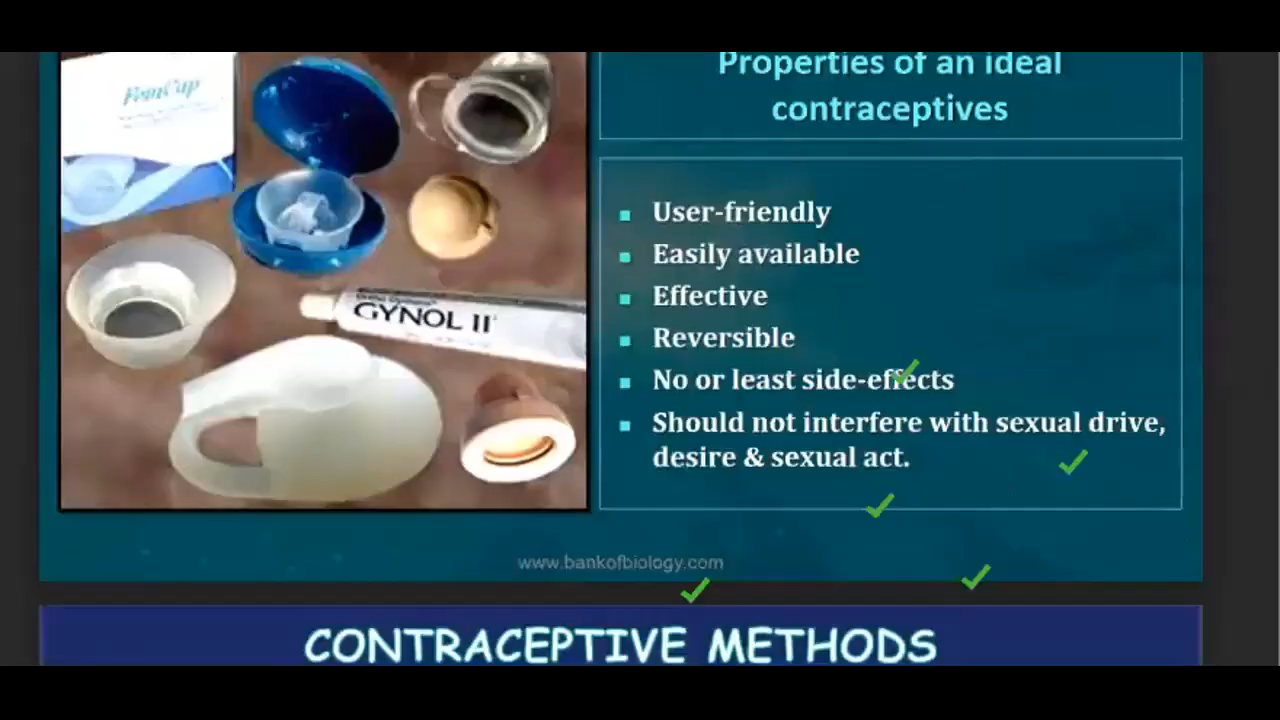 FemCap
Properties of an ideal
contraceptives
User-friendly
Easily available
Effective
GYNOL II
Reversible
No or least side-effects
Should not interfere with sexual drive,
desire & sexual act.
www.bankofbiology.com
CONTRACEPTIVE METHODS